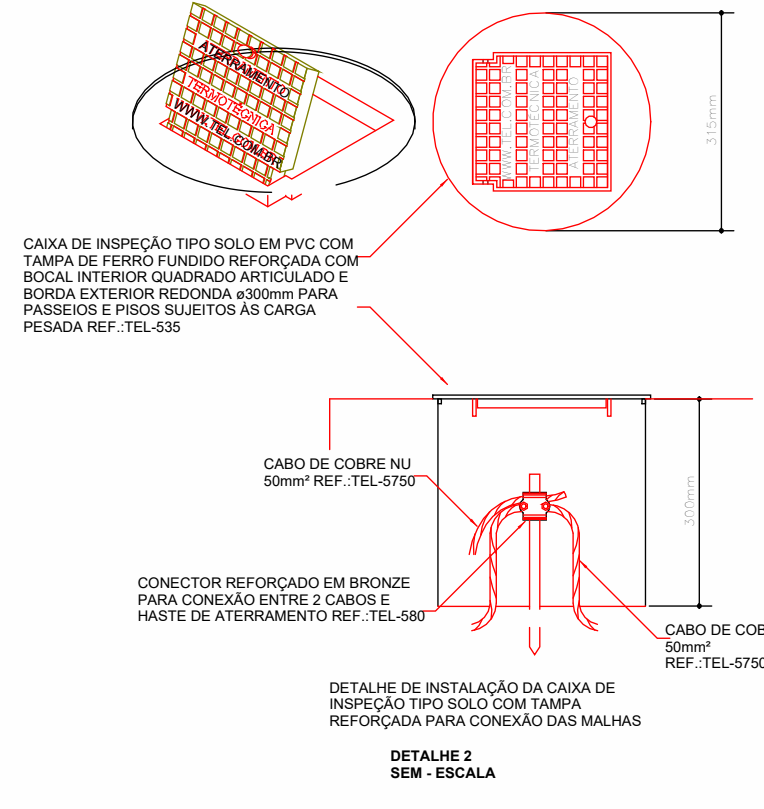 ATERRAMENTO
TERMOTÉCNICA
WWW.TEL.COM.BR
WWW.TEL.COM.BR
TERMOTÉCNICA
ATERRAMENTO
315mm
CAIXA DE INSPEÇÃO TIPO SOLO EM PVC COM
TAMPA DE FERRO FUNDIDO REFORÇADA COM
BOCAL INTERIOR QUADRADO ARTICULADO E
BORDA EXTERIOR REDONDA ø300mm PARA
PASSEIOS E PISOS SUJEITOS ÀS CARGA
PESADA REF.:TEL-535
CABO DE COBRE NU
50mm² REF.:TEL-5750
300mm
CONECTOR REFORÇADO EM BRONZE
PARA CONEXÃO ENTRE 2 CABOS E
HASTE DE ATERRAMENTO REF.:TEL-580
CABO DE COB
50mm²
REF.:TEL-5750
DETALHE DE INSTALAÇÃO DA CAIXA DE
INSPEÇÃO TIPO SOLO COM TAMPA
REFORÇADA PARA CONEXÃO DAS MALHAS
DETALHE 2
SEM - ESCALA